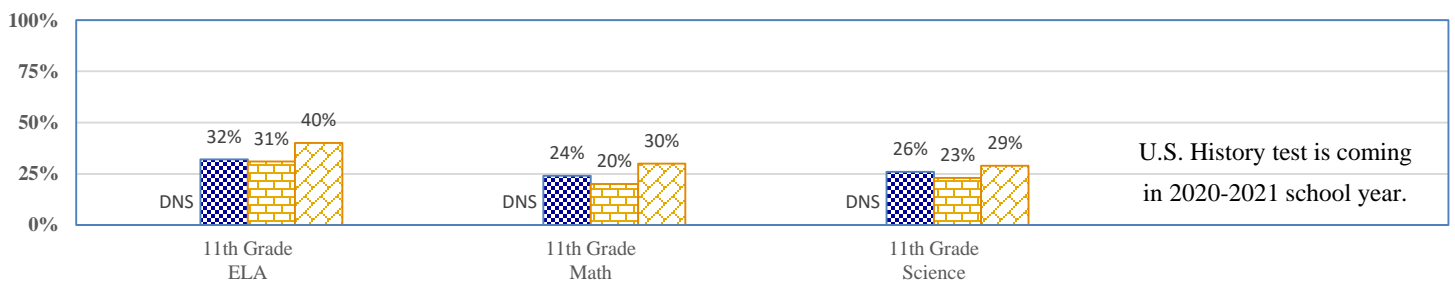 100%
75%
50%
25%
0%
DNS
32%
31%
40%
DNS
24%
20%
30%
DNS
26%
23%
29%
U.S. History test is coming
in 2020-2021 school year.
11th Grade
ELA
11th Grade
Math
11th Grade
Science